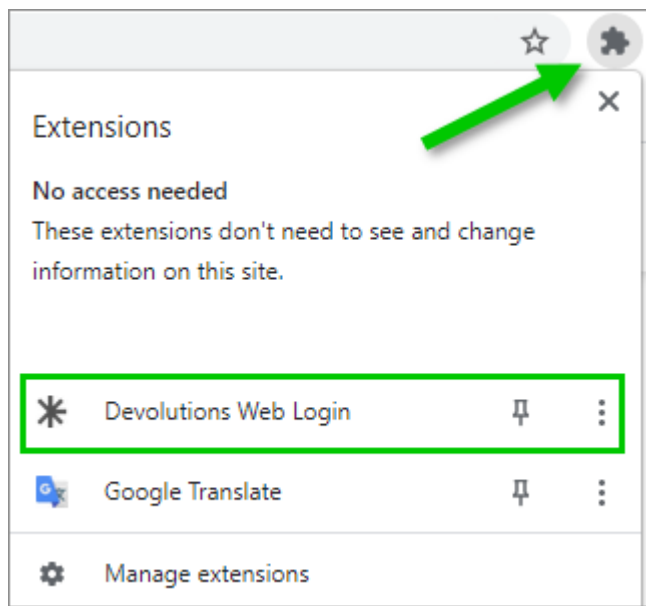 Extensions
No access needed
These extensions don't need to see and change
information on this site.
Devolutions Web Login
G
Google Translate
Manage extensions